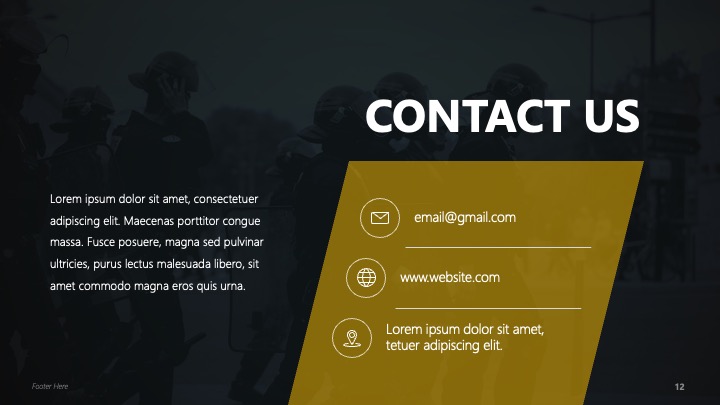 CONTACT US
Lorem ipsum dolor sit amet, consectetuer
adipiscing elit. Maecenas porttitor congue
massa. Fusce posuere, magna sed pulvinar
ultricies, purus lectus malesuada libero, sit
amet commodo magna eros quis urna.
email@gmail.com
www.website.com
Lorem ipsum dolor sit amet,
tetuer adipiscing elit.
Footer Here
12